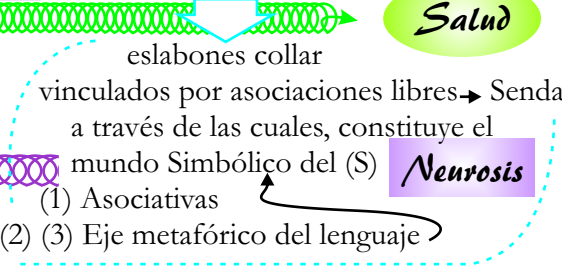 Salud
eslabones collar
vinculados por asociaciones libres Senda
a través de las cuales, constituye el
mundo Simbólico del (S)
Neurosis
(1) Asociativas
(2) (3) Eje metafórico del lenguaje